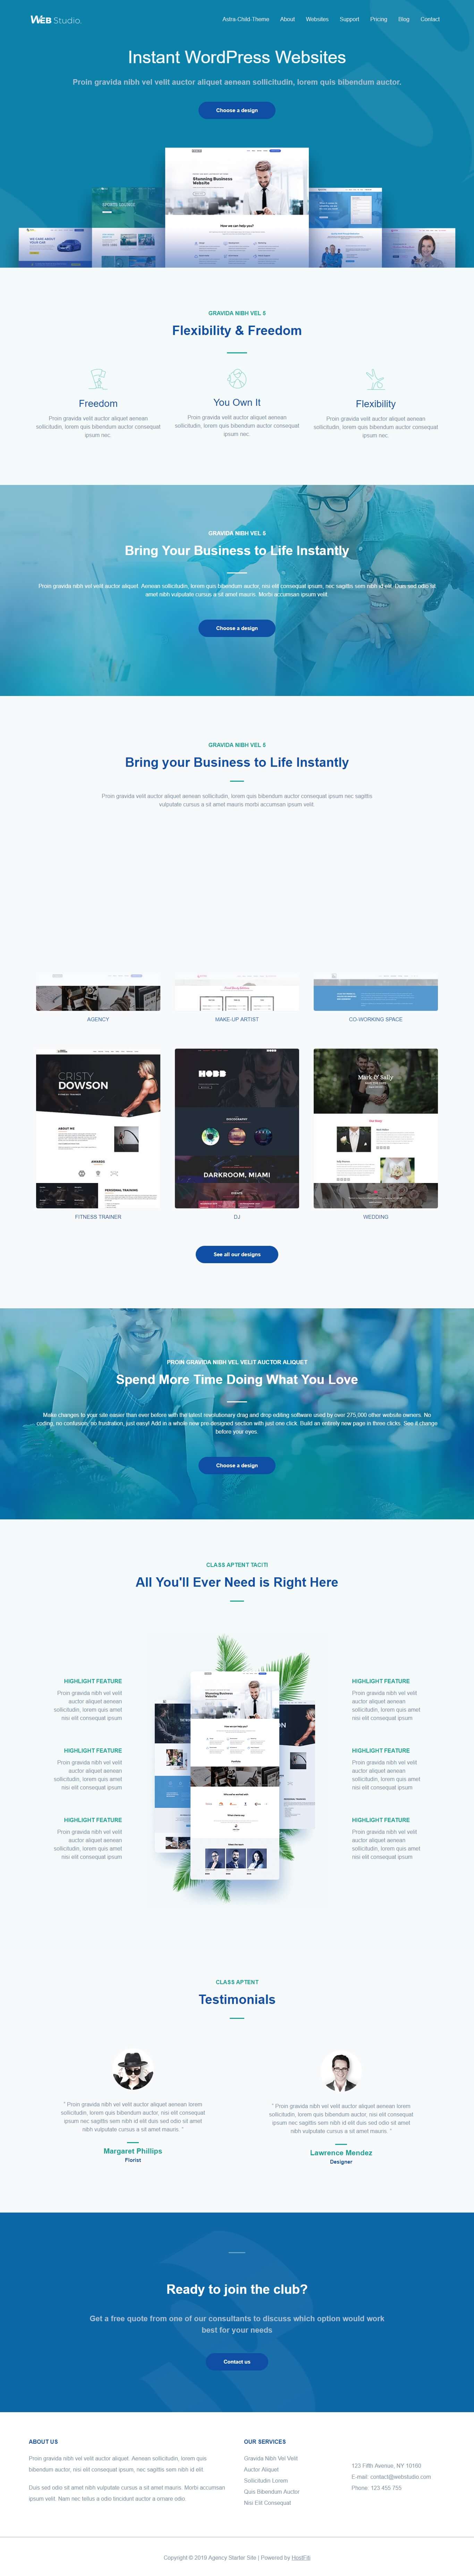 WEB Studio.
Astra Child-Theme About Websites Support Pricing Blog Contact
Instant WordPress Websites
Proin gravida nibh vel velit auctor aliquet aenean sollicitudin, lorem quis bibendum auctor.
Choose a design
Stunning Business
Website
How we can help you?
GRAVIDA NIBH VEL S
Flexibility & Freedom
Freedom
Proin gravida velit auctor aliquet aenean
sollicitudin, lorem quis bibendum auctor consequat
ipsum nec.
You Own It
Proin gravida velit auctor aliquet aenean
sollicitudin, lorem quis bibendum auctor consequat
ipsum nec.
Flexibility
Proin gravida velit auctor aliquet aenean
sollicitudin, lorem quis bibendum auctor consequat
ipsum nec.
GRAVIDA NIBH VEL S
Bring Your Business to Life Instantly
Proin gravida nibh vel velit auctor aliquet. Aenean sollicitudin, lorem quis bibendum auctor, nisi elit consequat ipsum, nec sagittis sem nibh id elit. Duis sed odio sit
amet nibh vulputate cursus a sit amet mauris. Morbi accumsan ipsum velit.
Choose a design
GRAVIDA NIBH VEL S
Bring your Business to Life Instantly
Proin gravida velit auctor aliquet aenean sollicitudin, lorem quis bibendum auctor consequat ipsum nec sagittis
vulputate cursus a sit amet mauris morbi accumsan ipsum velit.
AGENCY
MAKE-UP ARTIST
CO-WORKING SPACE
CRISTY
DOWSON
ABOUT ME
AWARDS
PERSONAL TRAINING
FITNESS TRAINER
HOBD
DISCOGRAPHY
DARKROOM, MIAMI
DJ
Mark & Sally
WEDDING
See all our designs
PROIN GRAVIDA NIBH VEL VELIT AUCTOR ALIQUET
Spend More Time Doing What You Love
Make changes to your site easier than ever before with the latest revolutionary drag and drop editing software used by over 275,000 other website owners. No
coding, no confusion, no frustration, just easy! Add in a whole new pre-designed section with just one click. Build an entirely new page in three clicks. See it change
before your eyes.
Choose a design
CLASS APTENT TACITI
All You'll Ever Need is Right Here
HIGHLIGHT FEATURE
Proin gravida nibh vel velit
auctor aliquet aenean
sollicitudin, lorem quis amet
nisi elit consequat ipsum
HIGHLIGHT FEATURE
Proin gravida nibh vel velit
auctor aliquet aenean
sollicitudin, lorem quis amet
nisi elit consequat ipsum
HIGHLIGHT FEATURE
Proin gravida nibh vel velit
auctor aliquet aenean
sollicitudin, lorem quis amet
nisi elit consequat ipsum
Stunning Business
Website
How we can help you?
HIGHLIGHT FEATURE
Proin gravida nibh vel velit
auctor aliquet aenean
sollicitudin, lorem quis amet
nisi elit consequat ipsum
HIGHLIGHT FEATURE
Proin gravida nibh vel velit
auctor aliquet aenean
sollicitudin, lorem quis amet
nisi elit consequat ipsum
HIGHLIGHT FEATURE
Proin gravida nibh vel velit
auctor aliquet aenean
sollicitudin, lorem quis amet
nisi elit consequat ipsum
CLASS APTENT
Testimonials
" Proin gravida nibh vel velit auctor aliquet aenean lorem
sollicitudin, lorem quis bibendum auctor, nisi elit consequat
ipsum nec sagittis sem nibh id elit duis sed odio sit amet
nibh vulputate cursus a sit amet mauris. "
Margaret Phillips
Florist
" Proin gravida nibh vel velit auctor aliquet aenean lorem
sollicitudin, lorem quis bibendum auctor, nisi elit consequat
ipsum nec sagittis sem nibh id elit duis sed odio sit amet
nibh vulputate cursus a sit amet mauris. "
Lawrence Mendez
Designer
Ready to join the club?
Get a free quote from one of our consultants to discuss which option would work
best for your needs
Contact us
ABOUT US
Proin gravida nibh vel velit auctor aliquet. Aenean sollicitudin, lorem quis
bibendum auctor, nisi elit consequat ipsum, nec sagittis sem nibh id elit.
Duis sed odio sit amet nibh vulputate cursus a sit amet mauris. Morbi accumsan
ipsum velit. Nam nec tellus a odio tincidunt auctor a ornare odio.
OUR SERVICES
Gravida Nibh Vel Velit
Auctor Aliquet
Sollicitudin Lorem
Quis Bibendum Auctor
Nisi Elit Consequat
123 Fifth Avenue, NY 10160
E-mail: contact@webstudio.com
Phone: 123 455 755
Copyright © 2019 Agency Starter Site | Powered by HostFifi